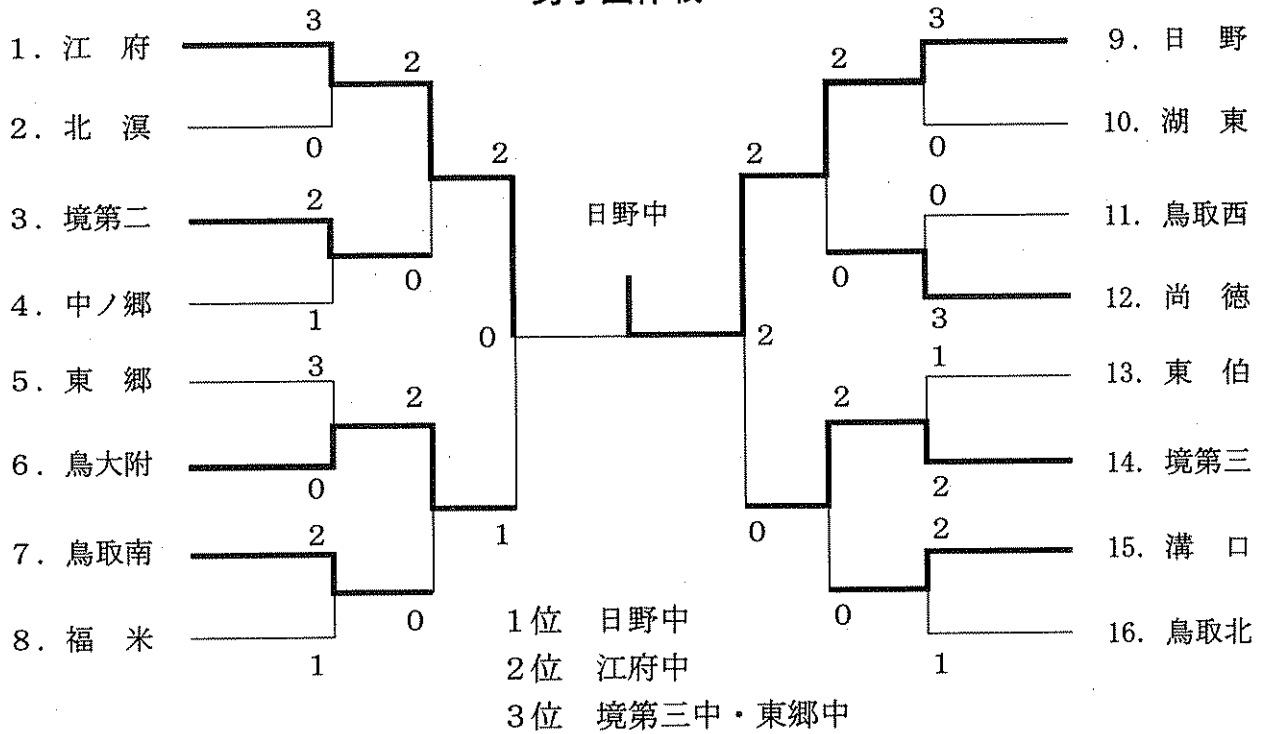 3
1. 江 府
2
2. 北 溟
0
2
2
3. 境第二
0
4. 中ノ郷
1
0
5. 東 郷
3
2
6. 鳥大附
0
1
7. 鳥取南
2
0
8. 福 米
1
日野中
3
9. 日 野
2
10. 湖 東
0
2
0
11. 鳥取西
0
12. 尚 徳
3
2
1
13. 東 伯
2
14. 境第三
2
0
2
15. 溝 口
0
16. 鳥取北
1
1位 日野中
2位 江府中
3位 境第三中・東郷中